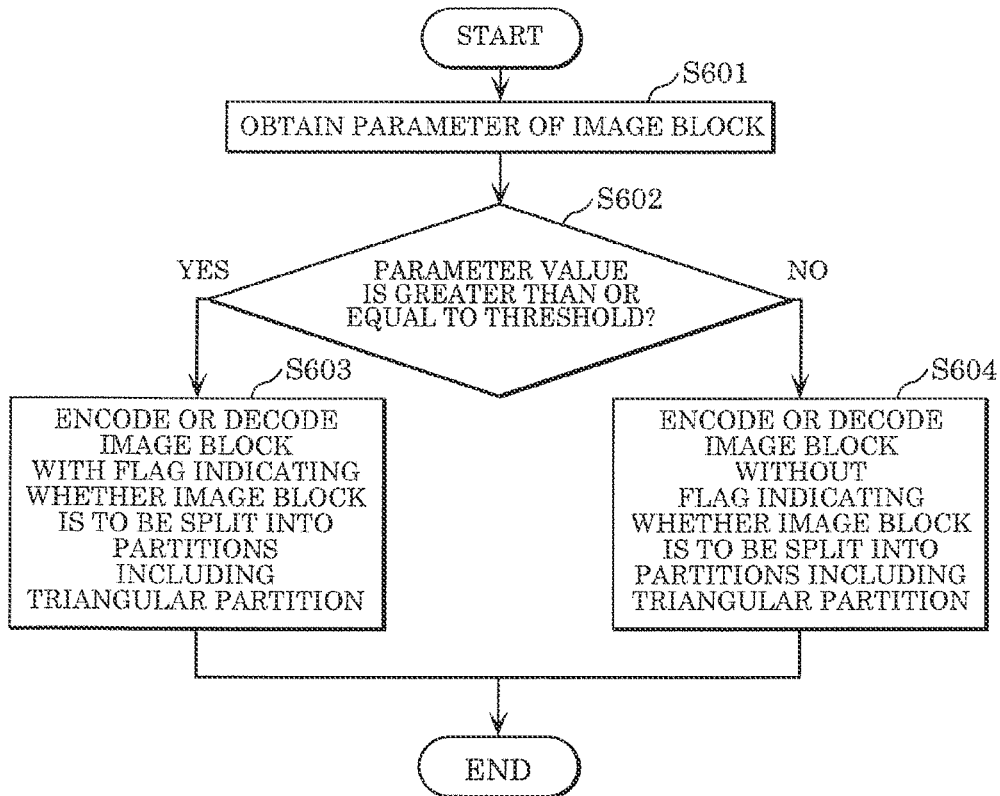 START
S601
OBTAIN PARAMETER OF IMAGE BLOCK
S602
YES
PARAMETER VALUE
IS GREATER THAN OR
EQUAL TO THRESHOLD?
NO
S603
ENCODE OR DECODE
IMAGE BLOCK
WITH FLAG INDICATING
WHETHER IMAGE BLOCK
IS TO BE SPLIT INTO
PARTITIONS
INCLUDING
TRIANGULAR PARTITION
S604
ENCODE OR DECODE
IMAGE BLOCK
WITHOUT
FLAG INDICATING
WHETHER IMAGE BLOCK
IS TO BE SPLIT INTO
PARTITIONS INCLUDING
TRIANGULAR PARTITION
END